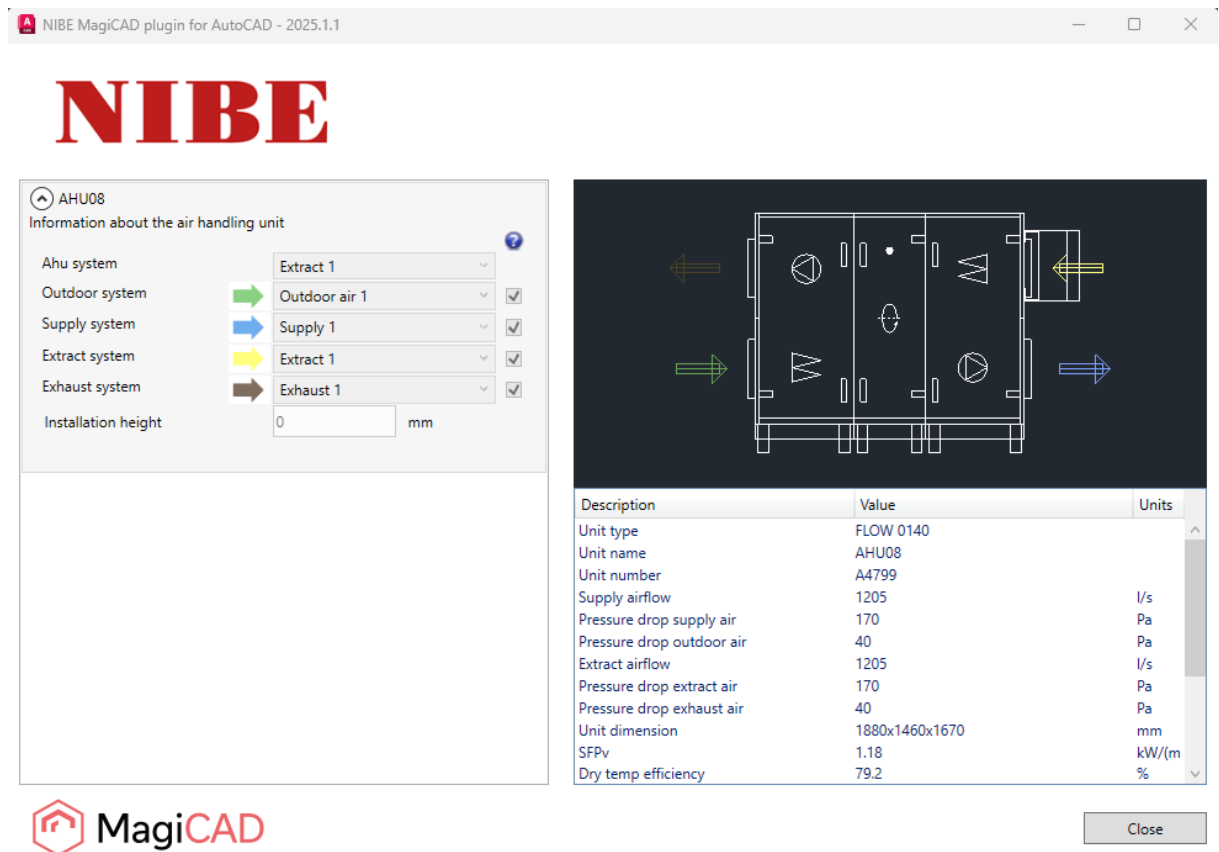 NIBE MagiCAD plugin for AutoCAD - 2025.1.1
NIBE
AHU08
Information about the air handling unit
Ahu system Extract 1
Outdoor system Outdoor air 1
Supply system Supply 1
Extract system Extract 1
Exhaust system Exhaust 1
Installation height 0 mm
Description Value Units
Unit type FLOW 0140
Unit name AHU08
Unit number A4799
Supply airflow 1205 l/s
Pressure drop supply air 170 Pa
Pressure drop outdoor air 40 Pa
Extract airflow 1205 l/s
Pressure drop extract air 170 Pa
Pressure drop exhaust air 40 Pa
Unit dimension 1880x1460x1670 mm
SFPv 1.18 kW/(m
Dry temp efficiency 79.2 %
MagiCAD
Close